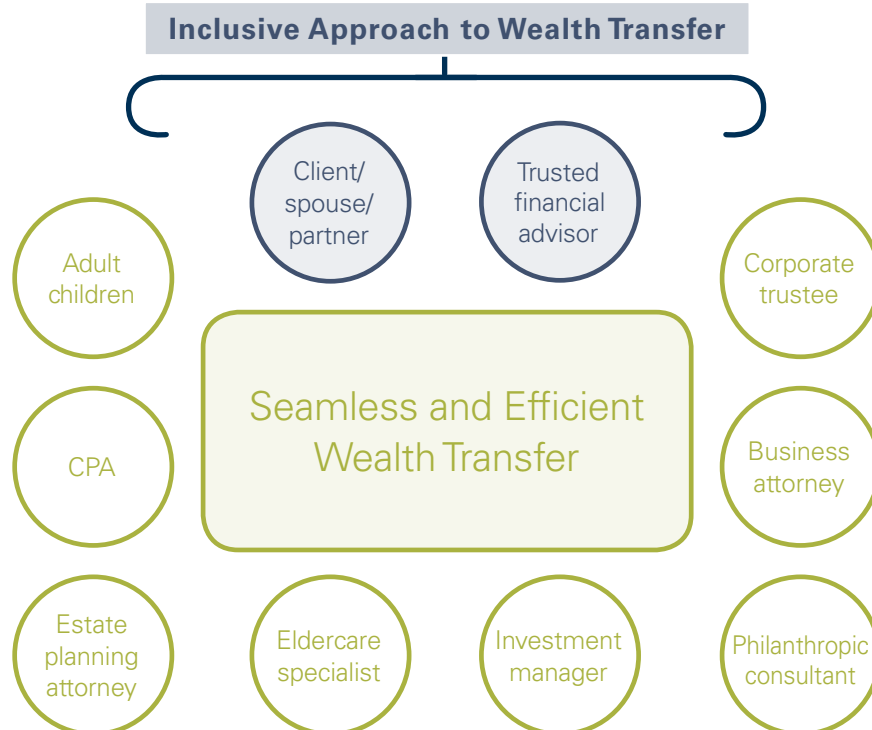 Inclusive Approach to Wealth Transfer
Client/
spouse/
partner
Trusted
financial
advisor
Adult
children
Corporate
trustee
Seamless and Efficient
Wealth Transfer
CPA
Business
attorney
Estate
planning
attorney
Eldercare
specialist
Investment
manager
Philanthropic
consultant